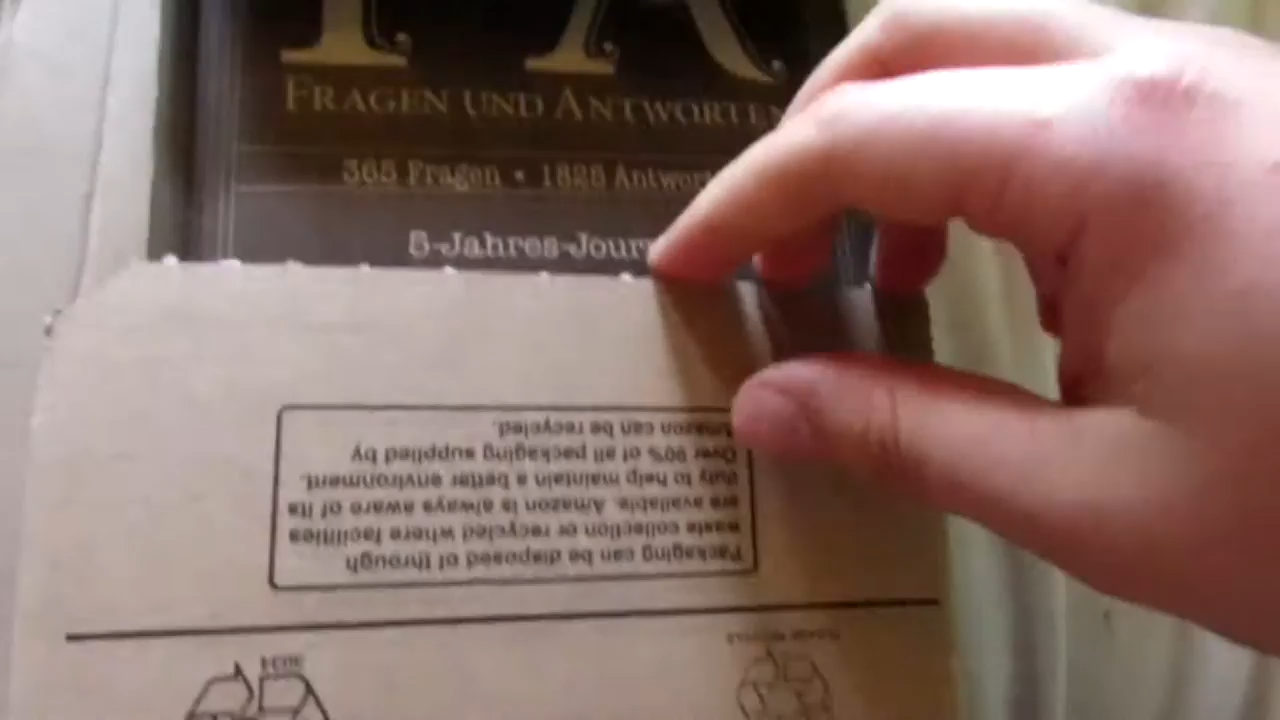 FRAGEN UND ANTWORTEN
365 Fragen • 1825 Antwort
5-Jahres-Journ
Packaging can be disposed of through
waste collection or recycled where facilities
are available. Amazon is always aware of its
duty to help maintain a better environment.
Over 90% of all packaging supplied by
Amazon can be recycled.
PLEASE RECYCLE